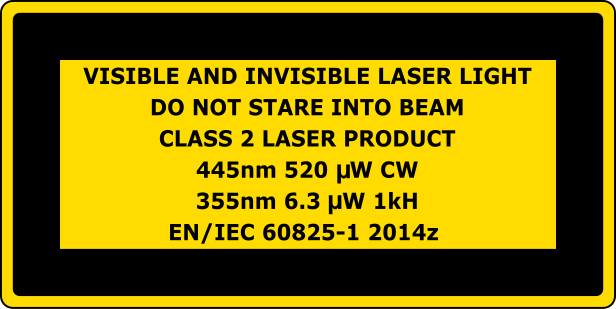 VISIBLE AND INVISIBLE LASER LIGHT
DO NOT STARE INTO BEAM
CLASS 2 LASER PRODUCT
445nm 520 µW CW
355nm 6.3 µW 1kH
EN/IEC 60825-1 2014z